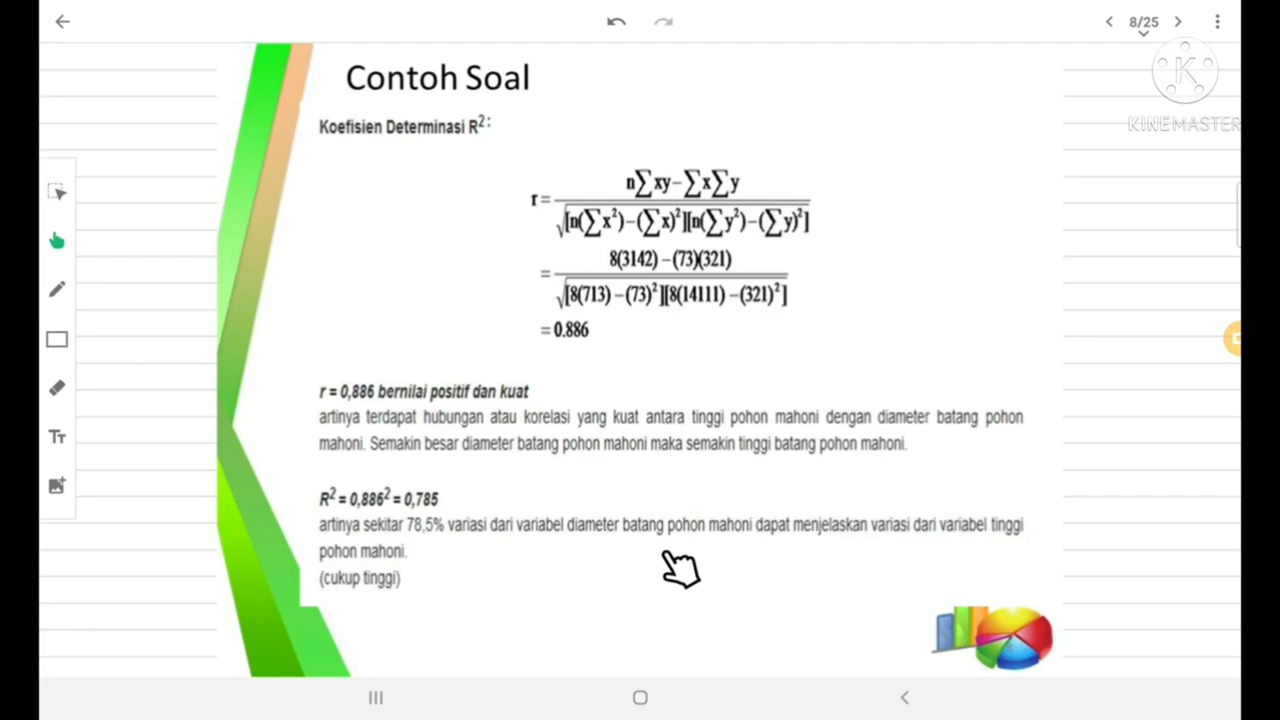 8/25
KINEMASTER
Contoh Soal
Koefisien Determinasi R²:
r = n∑xy−∑x∑y / √[n(∑x²)−(∑x)²][n(∑y²)−(∑y)²]
= 8(3142)−(73)(321) / √[8(713)−(73)²][8(14111)−(321)²]
= 0.886
r = 0,886 bernilai positif dan kuat
artinya terdapat hubungan atau korelasi yang kuat antara tinggi pohon mahoni dengan diameter batang pohon
mahoni. Semakin besar diameter batang pohon mahoni maka semakin tinggi batang pohon mahoni.
R² = 0,886² = 0,785
artinya sekitar 78,5% variasi dari variabel diameter batang pohon mahoni dapat menjelaskan variasi dari variabel tinggi
pohon mahoni.
(cukup tinggi)
Tт